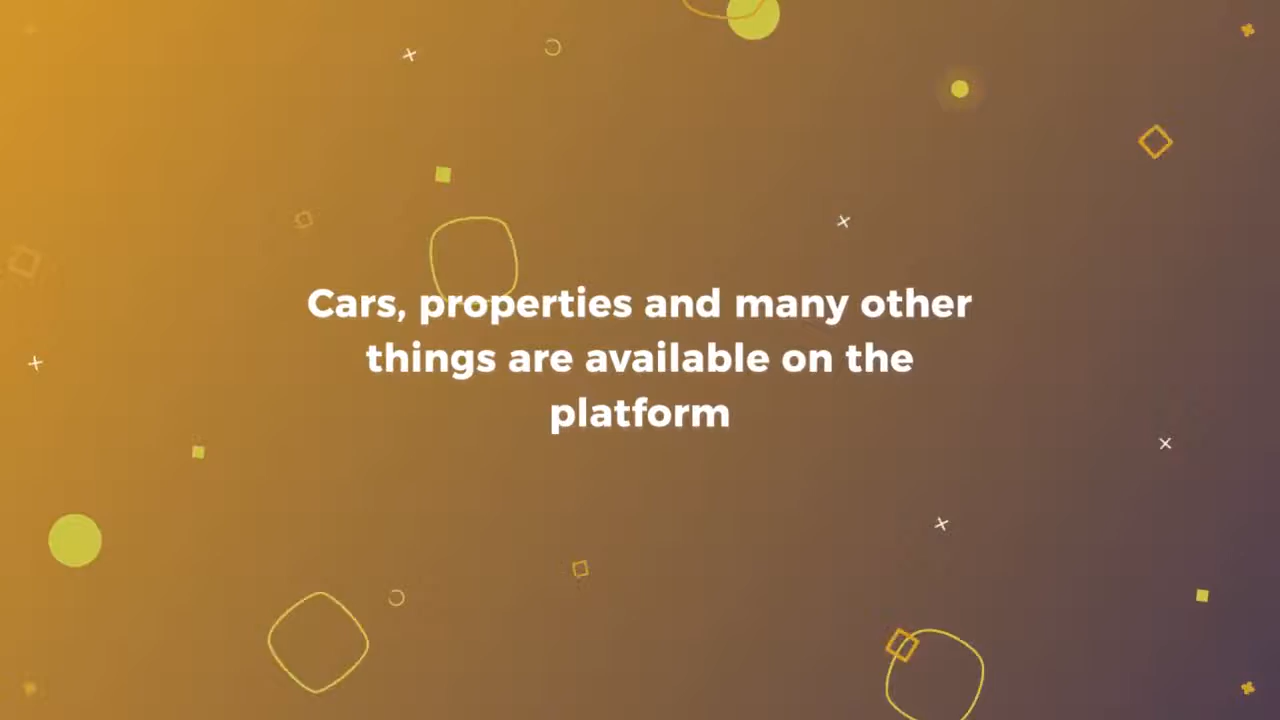 Cars, properties and many other
things are available on the
platform